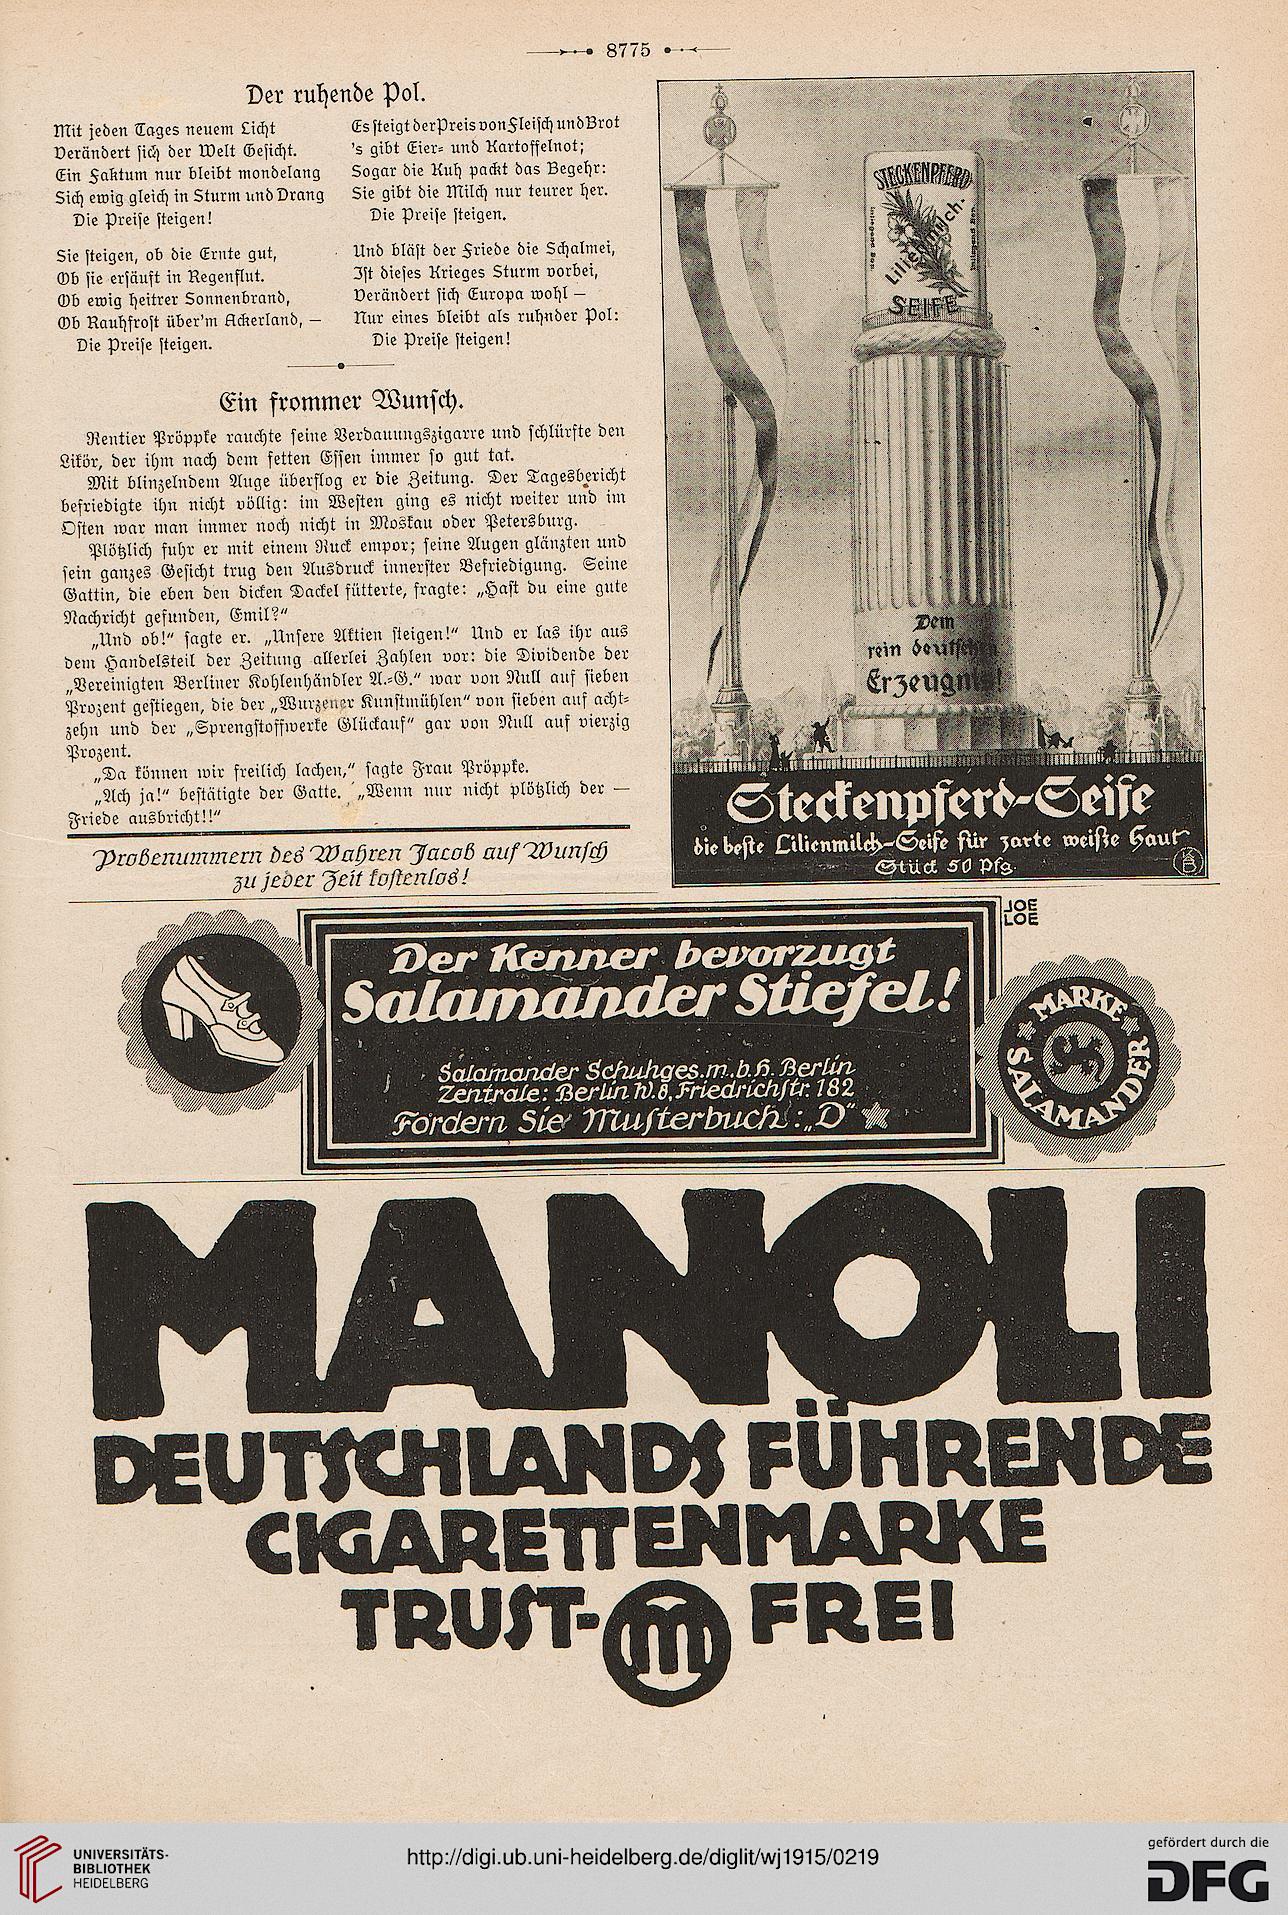 8775
Der ruhende Pol.
Mit jeden Tages neuem Licht
Verändert sich der Welt Gesicht.
Ein Faktum nur bleibt mondelang
Sich ewig gleich in Sturm und Drang
Die Preise steigen!
Sie steigen, ob die Ernte gut,
Ob sie ersäuft in Regenflut.
Ob ewig heitrer Sonnenbrand,
Ob Rauhfrost über'm Ackerland, —
Die Preise steigen.
Es steigt der Preis von Fleisch und Brot
's gibt Eier- und Kartoffelnot;
Sogar die Kuh packt das Begehr:
Sie gibt die Milch nur teurer her.
Die Preise steigen.
Und bläst der Friede die Schalmei,
Ist dieses Krieges Sturm vorbei,
Verändert sich Europa wohl —
Nur eines bleibt als ruhnder Pol:
Die Preise steigen!
Ein frommer Wunsch.
Rentier Pröppke rauchte seine Verdauungszigarre und schlürfte den
Likör, der ihm nach dem fetten Essen immer so gut tat.
Mit blinzelndem Auge überflog er die Zeitung. Der Tagesbericht
befriedigte ihn nicht völlig: im Westen ging es nicht weiter und im
Osten war man immer noch nicht in Moskau oder Petersburg.
Plötzlich fuhr er mit einem Ruck empor; seine Augen glänzten und
sein ganzes Gesicht trug den Ausdruck innerster Befriedigung. Seine
Gattin, die eben den dicken Dackel fütterte, fragte: „Hast du eine gute
Nachricht gefunden, Emil?“
„Und ob!“ sagte er. „Unsere Aktien steigen!“ Und er las ihr aus
dem Handelsteil der Zeitung allerlei Zahlen vor: die Dividende der
„Vereinigten Berliner Kohlenhändler A.-G.“ war von Null auf sieben
Prozent gestiegen, die der „Wurzener Kunstmühlen“ von sieben auf acht-
zehn und der „Sprengstoffwerke Glückauf“ gar von Null auf vierzig
Prozent.
„Da können wir freilich lachen,“ sagte Frau Pröppke.
„Ach ja!“ bestätigte der Gatte. „Wenn nur nicht plötzlich der —
Friede ausbricht!!“
Probenummern des Wahren Jacob auf Wunsch
zu jeder Zeit kostenlos!
STECKENPFERD
Lilienmilch.
SEIFE
Dem
rein deutschen
Erzeugnis!
Steckenpferd-Seife
die beste Lilienmilch-Seife für zarte weiße Haut
Stück 50 Pfg.
JOE
LOE
Der Kenner bevorzugt
Salamander Stiefel!
Salamander Schuhges.m.b.H. Berlin
Zentrale: Berlin W.8, Friedrichstr. 182
Fordern Sie Musterbuch: „D“
MARKE
SALAMANDER
MANOLI
DEUTSCHLANDS FÜHRENDE
CIGARETTENMARKE
TRUST- M FREI
UNIVERSITÄTS-
BIBLIOTHEK
HEIDELBERG
http://digi.ub.uni-heidelberg.de/diglit/wj1915/0219
gefördert durch die
DFG